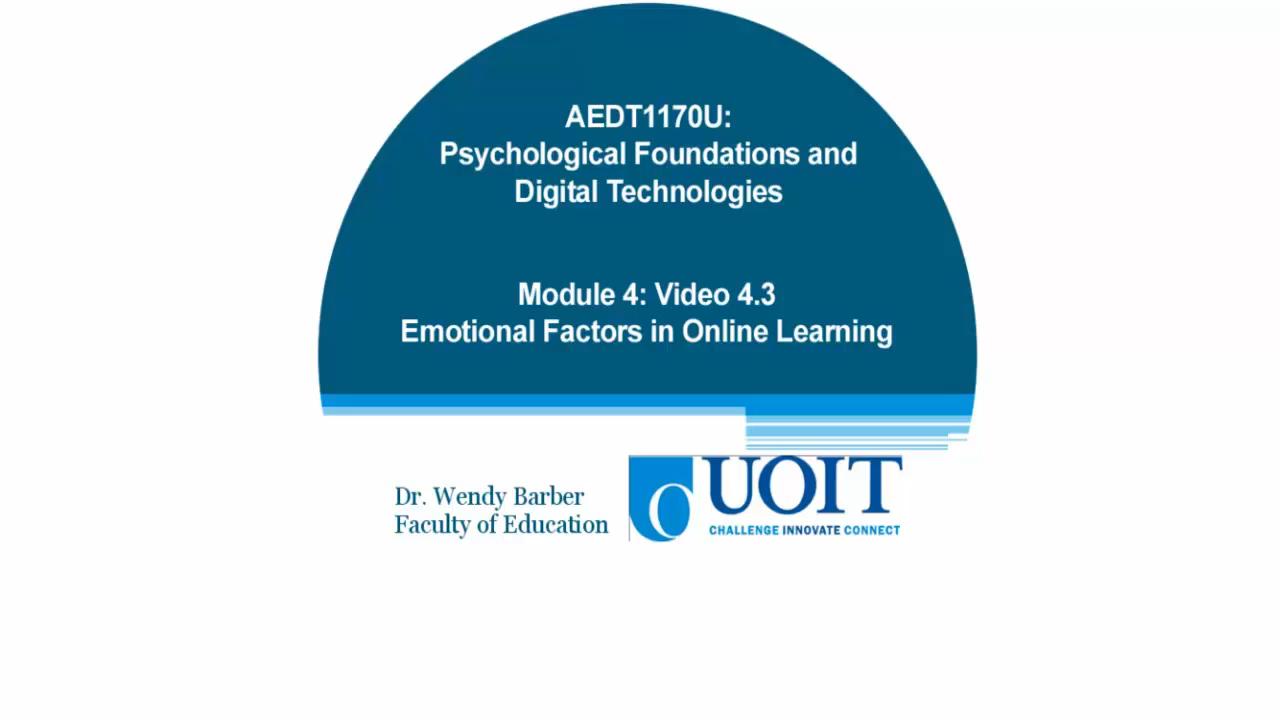 AEDT1170U:
Psychological Foundations and
Digital Technologies
Module 4: Video 4.3
Emotional Factors in Online Learning
Dr. Wendy Barber
Faculty of Education
UOIT
CHALLENGE INNOVATE CONNECT